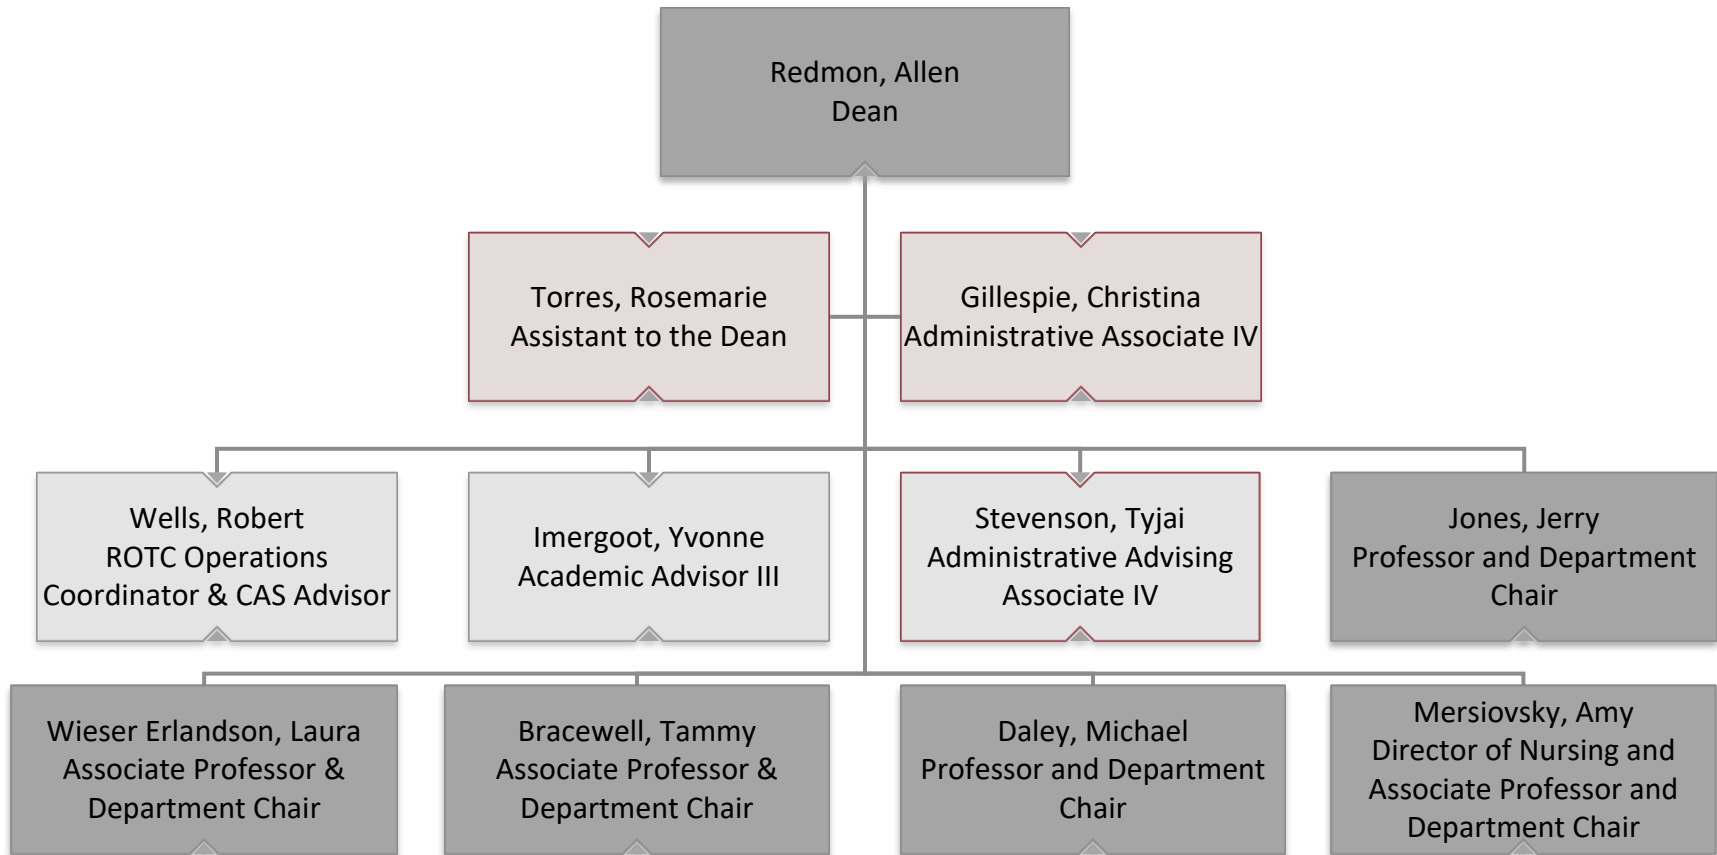 Redmon, Allen
Dean
Torres, Rosemarie
Assistant to the Dean
Gillespie, Christina
Administrative Associate IV
Wells, Robert
ROTC Operations
Coordinator & CAS Advisor
Imergoot, Yvonne
Academic Advisor III
Stevenson, Tyjai
Administrative Advising
Associate IV
Jones, Jerry
Professor and Department
Chair
Wieser Erlandson, Laura
Associate Professor &
Department Chair
Bracewell, Tammy
Associate Professor &
Department Chair
Daley, Michael
Professor and Department
Chair
Mersiovsky, Amy
Director of Nursing and
Associate Professor and
Department Chair